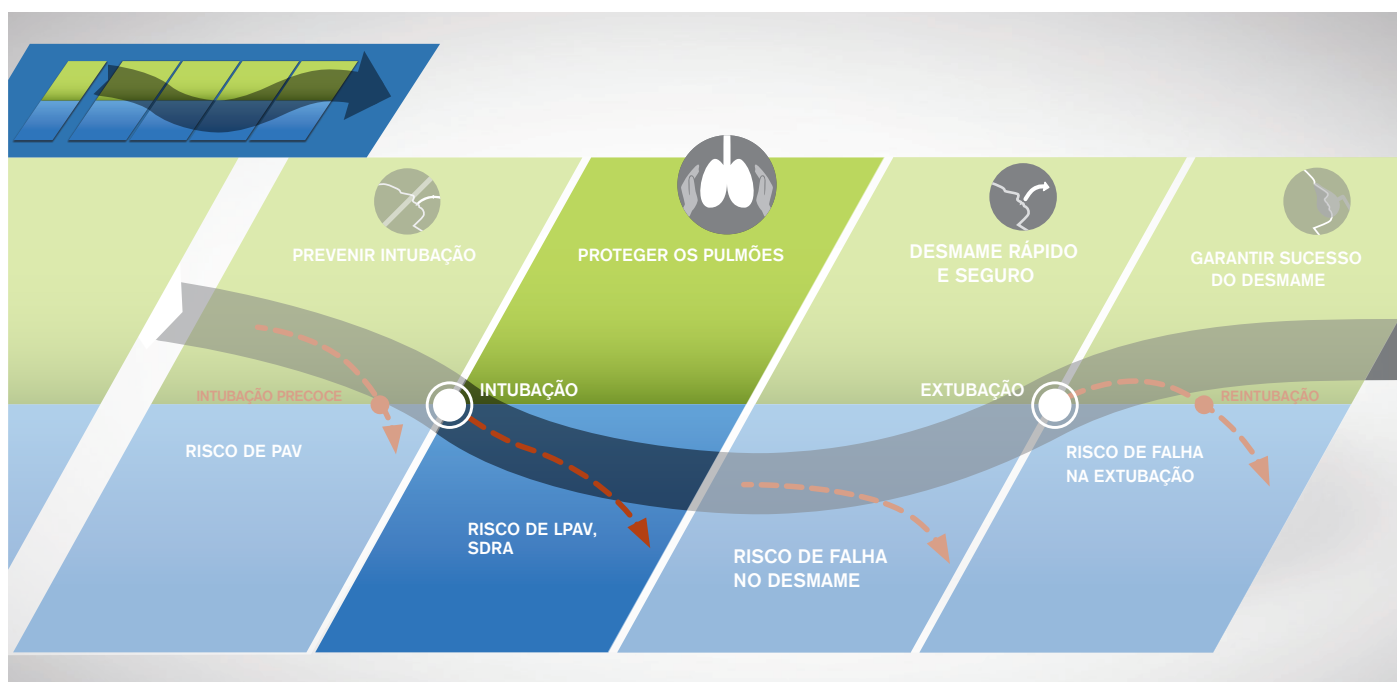 PREVENIR INTUBAÇÃO
PROTEGER OS PULMÕES
DESMAME RÁPIDO
E SEGURO
GARANTIR SUCESSO
DO DESMAME
INTUBAÇÃO PRECOCE
INTUBAÇÃO
EXTUBAÇÃO
REINTUBAÇÃO
RISCO DE PAV
RISCO DE LPAV,
SDRA
RISCO DE FALHA
NO DESMAME
RISCO DE FALHA
NA EXTUBAÇÃO